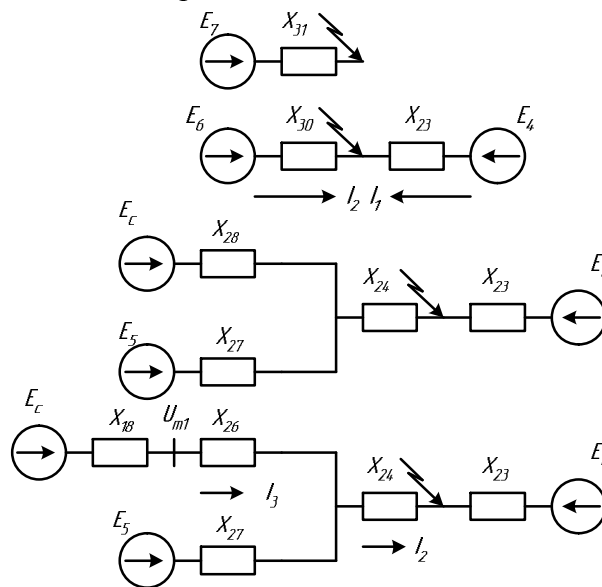 E7 X31
E6 X30 X23 E4
I2 I1
Ec X28
X24 X23 E
E5 X27
Ec X18 Um1 X26
X24 X23 E
I3
E5 X27 I2